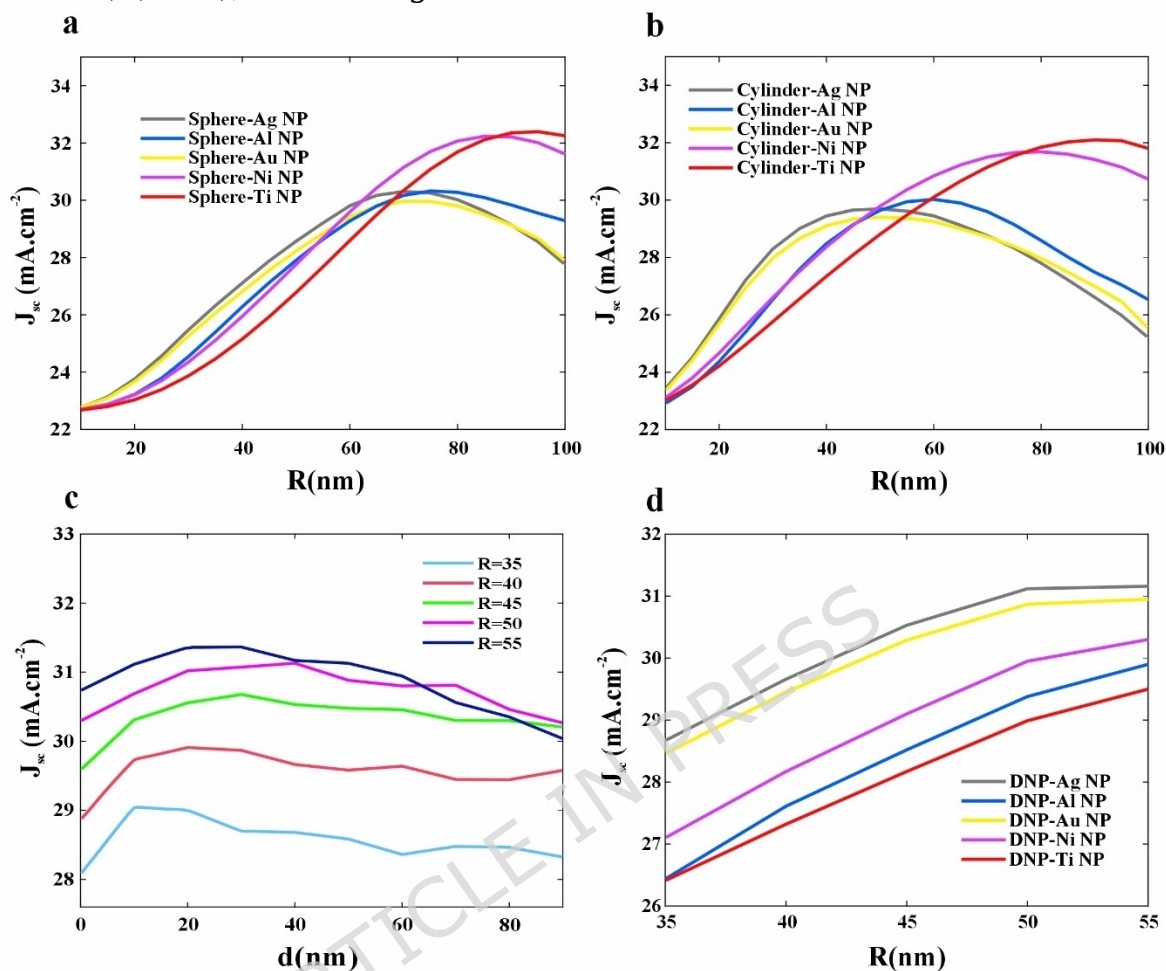 a
J_sc (mA.cm^-2)
34
32
30
28
26
24
22
20
40
60
80
100
R(nm)
Sphere-Ag NP
Sphere-Al NP
Sphere-Au NP
Sphere-Ni NP
Sphere-Ti NP
b
J_sc (mA.cm^-2)
34
32
30
28
26
24
22
20
40
60
80
100
R(nm)
Cylinder-Ag NP
Cylinder-Al NP
Cylinder-Au NP
Cylinder-Ni NP
Cylinder-Ti NP
c
J_sc (mA.cm^-2)
33
32
31
30
29
28
0
20
40
60
80
d(nm)
R=35
R=40
R=45
R=50
R=55
d
J_sc (mA.cm^-2)
32
31
30
29
28
27
26
35
40
45
50
55
R(nm)
DNP-Ag NP
DNP-Al NP
DNP-Au NP
DNP-Ni NP
DNP-Ti NP
ARTICLE IN PRESS